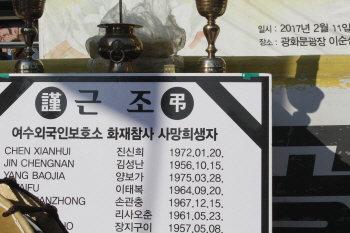 일시 : 2017년 2월 11일
장소 : 광화문광장 이순
謹 근 조 弔
여수외국인보호소 화재참사 사망희생자
CHEN XIANHUI 진신희 1972.01.20.
JIN CHENGNAN 김성난 1956.10.15.
YANG BAOJIA 양보가 1975.03.28.
AIFU 이태복 1964.09.20.
ANZHONG 손관충 1967.12.15.
리사오춘 1961.05.23.
장지구이 1957.05.08.